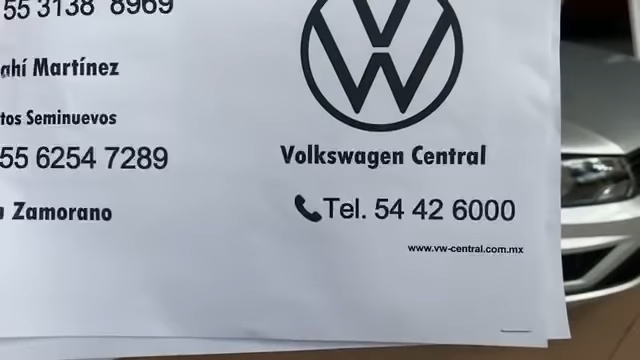 55 3138 8969
ahí Martínez
tos Seminuevos
55 6254 7289
Zamorano
VW
Volkswagen Central
Tel. 54 42 6000
www.vw-central.com.mx